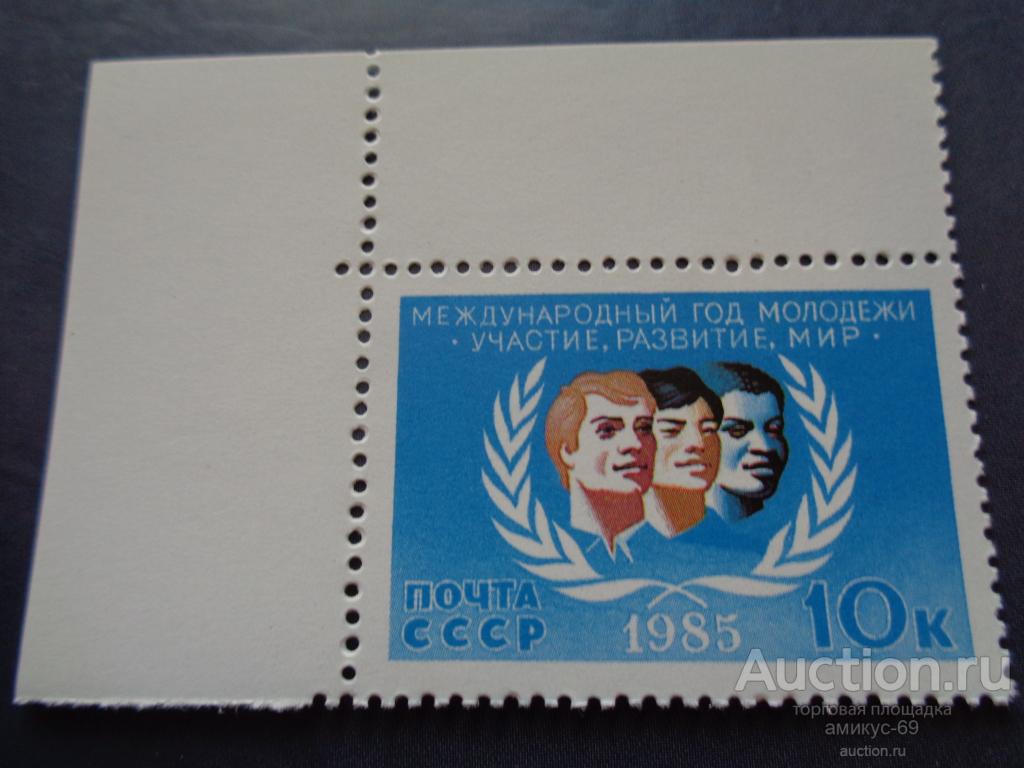 МЕЖДУНАРОДНЫЙ ГОД МОЛОДЕЖИ
· УЧАСТИЕ, РАЗВИТИЕ, МИР ·
ПОЧТА
СССР
1985
10к
Auction.ru
торговая площадка
амикус-69
auction.ru